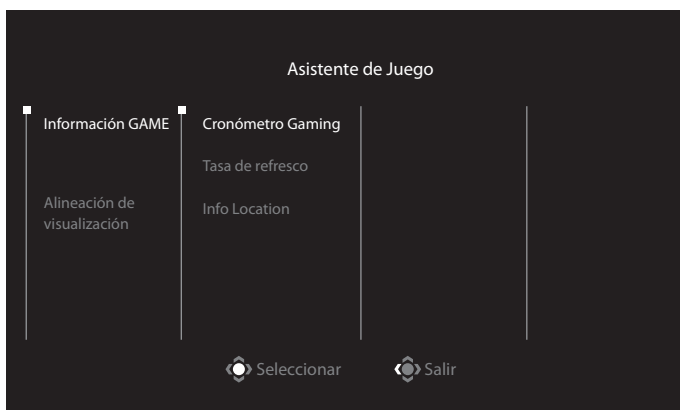 Asistente de Juego
Información GAME
Cronómetro Gaming
Tasa de refresco
Alineación de
visualización
Info Location
Seleccionar
Salir